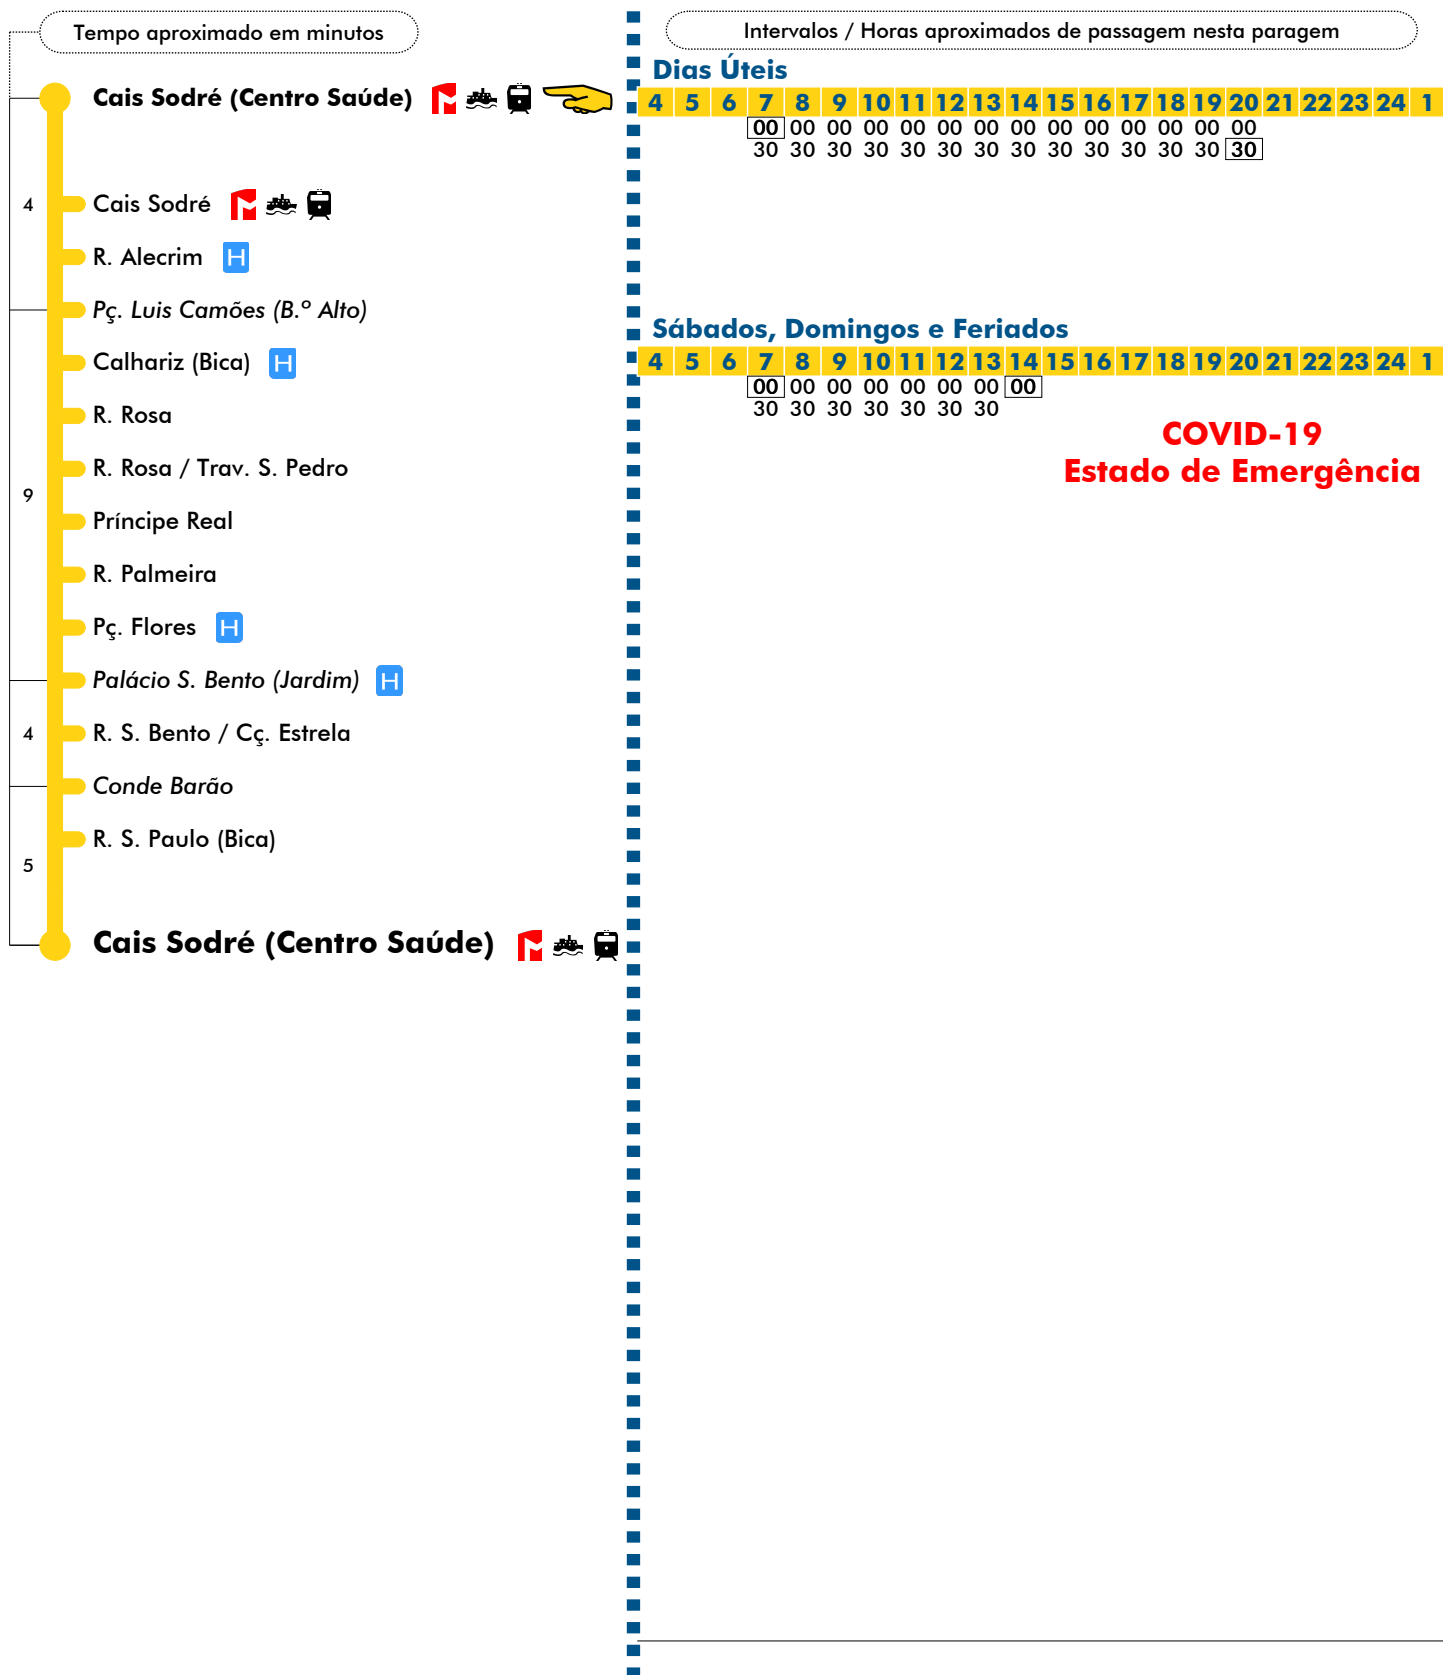 Tempo aproximado em minutos
Cais Sodré (Centro Saúde)
4
Cais Sodré
R. Alecrim H
Pç. Luis Camões (B.º Alto)
Calhariz (Bica) H
R. Rosa
R. Rosa / Trav. S. Pedro
9
Príncipe Real
R. Palmeira
Pç. Flores H
Palácio S. Bento (Jardim) H
4
R. S. Bento / Cç. Estrela
Conde Barão
R. S. Paulo (Bica)
5
Cais Sodré (Centro Saúde)
Intervalos / Horas aproximados de passagem nesta paragem
Dias Úteis
4 5 6 7 8 9 10 11 12 13 14 15 16 17 18 19 20 21 22 23 24 1
00 00 00 00 00 00 00 00 00 00 00 00 00 00
30 30 30 30 30 30 30 30 30 30 30 30 30 30
Sábados, Domingos e Feriados
4 5 6 7 8 9 10 11 12 13 14 15 16 17 18 19 20 21 22 23 24 1
00 00 00 00 00 00 00 00
30 30 30 30 30 30 30
COVID-19
Estado de Emergência